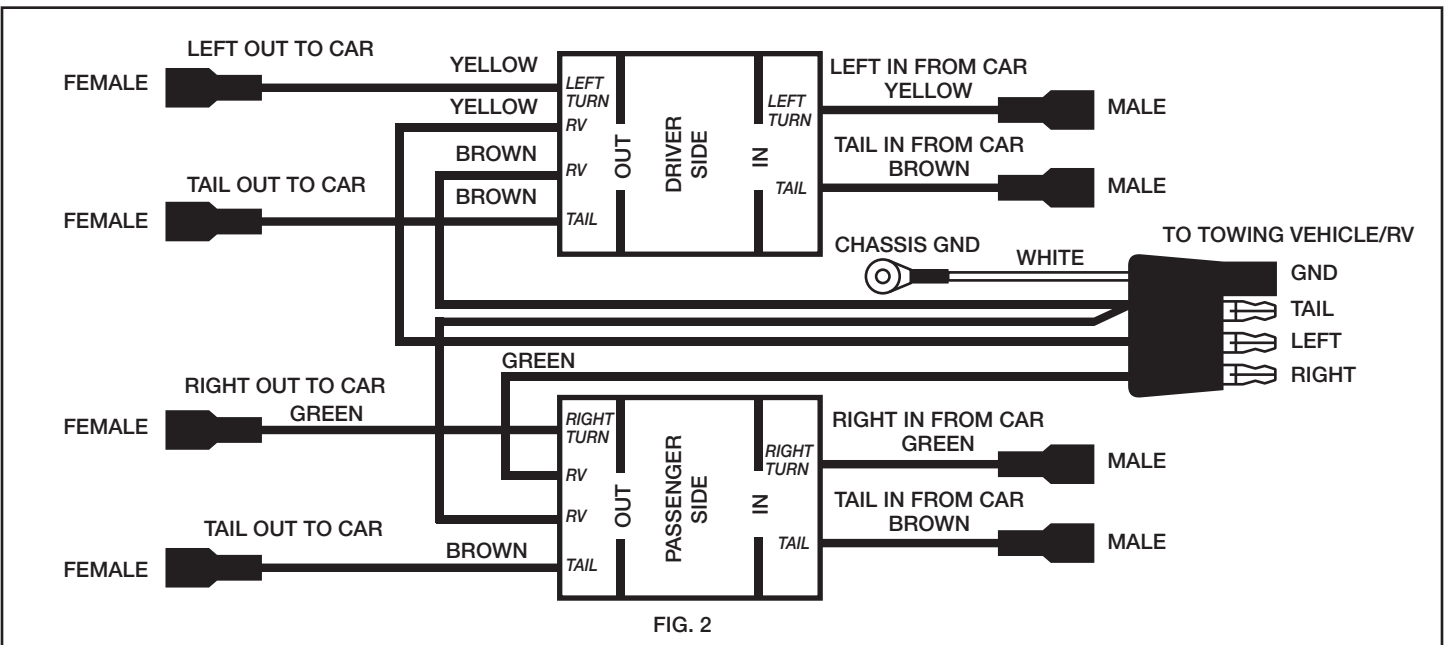 LEFT OUT TO CAR
FEMALE
YELLOW
YELLOW
BROWN
TAIL OUT TO CAR
BROWN
FEMALE
LEFT
TURN
RV
RV
TAIL
OUT
DRIVER
SIDE
IN
LEFT
TURN
TAIL
LEFT IN FROM CAR
YELLOW
MALE
TAIL IN FROM CAR
BROWN
MALE
CHASSIS GND
WHITE
TO TOWING VEHICLE/RV
GND
TAIL
LEFT
RIGHT
GREEN
RIGHT OUT TO CAR
GREEN
FEMALE
TAIL OUT TO CAR
BROWN
FEMALE
RIGHT
TURN
RV
RV
TAIL
OUT
PASSENGER
SIDE
IN
RIGHT
TURN
TAIL
RIGHT IN FROM CAR
GREEN
MALE
TAIL IN FROM CAR
BROWN
MALE
FIG. 2